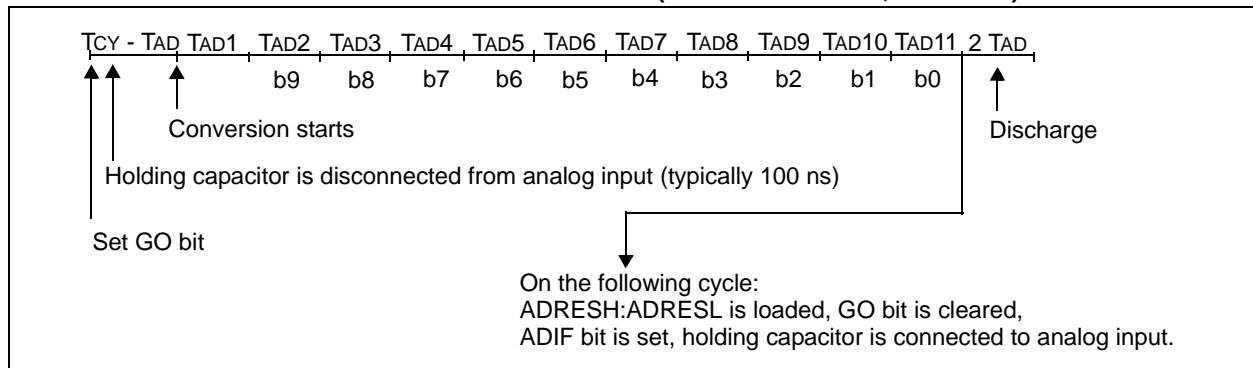 TCY - TAD TAD1 TAD2 TAD3 TAD4 TAD5 TAD6 TAD7 TAD8 TAD9 TAD10 TAD11 2 TAD
b9 b8 b7 b6 b5 b4 b3 b2 b1 b0
Conversion starts
Discharge
Holding capacitor is disconnected from analog input (typically 100 ns)
Set GO bit
On the following cycle:
ADRESH:ADRESL is loaded, GO bit is cleared,
ADIF bit is set, holding capacitor is connected to analog input.